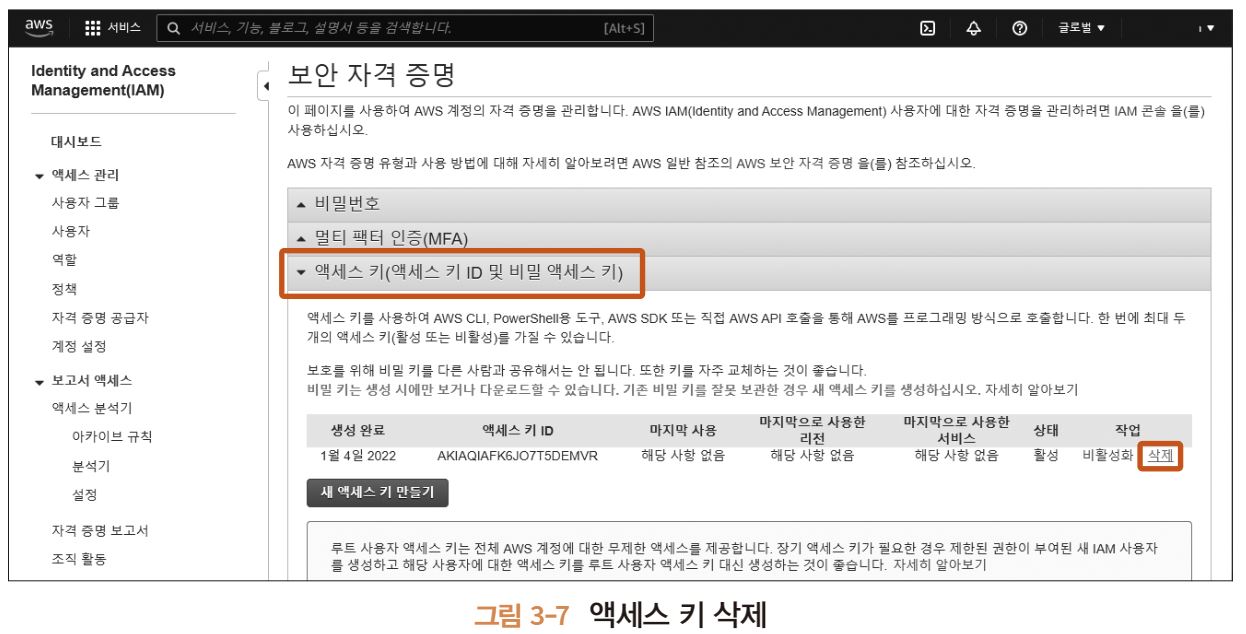 aws
서비스
서비스, 기능, 블로그, 설명서 등을 검색합니다.
[Alt+S]
글로벌 ▼
Identity and Access
Management(IAM)
대시보드
액세스 관리
사용자 그룹
사용자
역할
정책
자격 증명 공급자
계정 설정
보고서 액세스
액세스 분석기
아카이브 규칙
분석기
설정
자격 증명 보고서
조직 활동
보안 자격 증명
이 페이지를 사용하여 AWS 계정의 자격 증명을 관리합니다. AWS IAM(Identity and Access Management) 사용자에 대한 자격 증명을 관리하려면 IAM 콘솔 을(를)
사용하십시오.
AWS 자격 증명 유형과 사용 방법에 대해 자세히 알아보려면 AWS 일반 참조의 AWS 보안 자격 증명 을(를) 참조하십시오.
▲ 비밀번호
▲ 멀티 팩터 인증(MFA)
▼ 액세스 키(액세스 키 ID 및 비밀 액세스 키)
액세스 키를 사용하여 AWS CLI, PowerShell용 도구, AWS SDK 또는 직접 AWS API 호출을 통해 AWS를 프로그래밍 방식으로 호출합니다. 한 번에 최대 두
개의 액세스 키(활성 또는 비활성)를 가질 수 있습니다.
보호를 위해 비밀 키를 다른 사람과 공유해서는 안 됩니다. 또한 키를 자주 교체하는 것이 좋습니다.
비밀 키는 생성 시에만 보거나 다운로드할 수 있습니다. 기존 비밀 키를 잘못 보관한 경우 새 액세스 키를 생성하십시오. 자세히 알아보기
생성 완료 액세스 키 ID 마지막 사용 마지막으로 사용한 리전 마지막으로 사용한 서비스 상태 작업
1월 4일 2022 AKIAQIAFK6JO7T5DEMVR 해당 사항 없음 해당 사항 없음 해당 사항 없음 활성 비활성화 삭제
새 액세스 키 만들기
루트 사용자 액세스 키는 전체 AWS 계정에 대한 무제한 액세스를 제공합니다. 장기 액세스 키가 필요한 경우 제한된 권한이 부여된 새 IAM 사용자
를 생성하고 해당 사용자에 대한 액세스 키를 루트 사용자 액세스 키 대신 생성하는 것이 좋습니다. 자세히 알아보기
그림 3-7 액세스 키 삭제